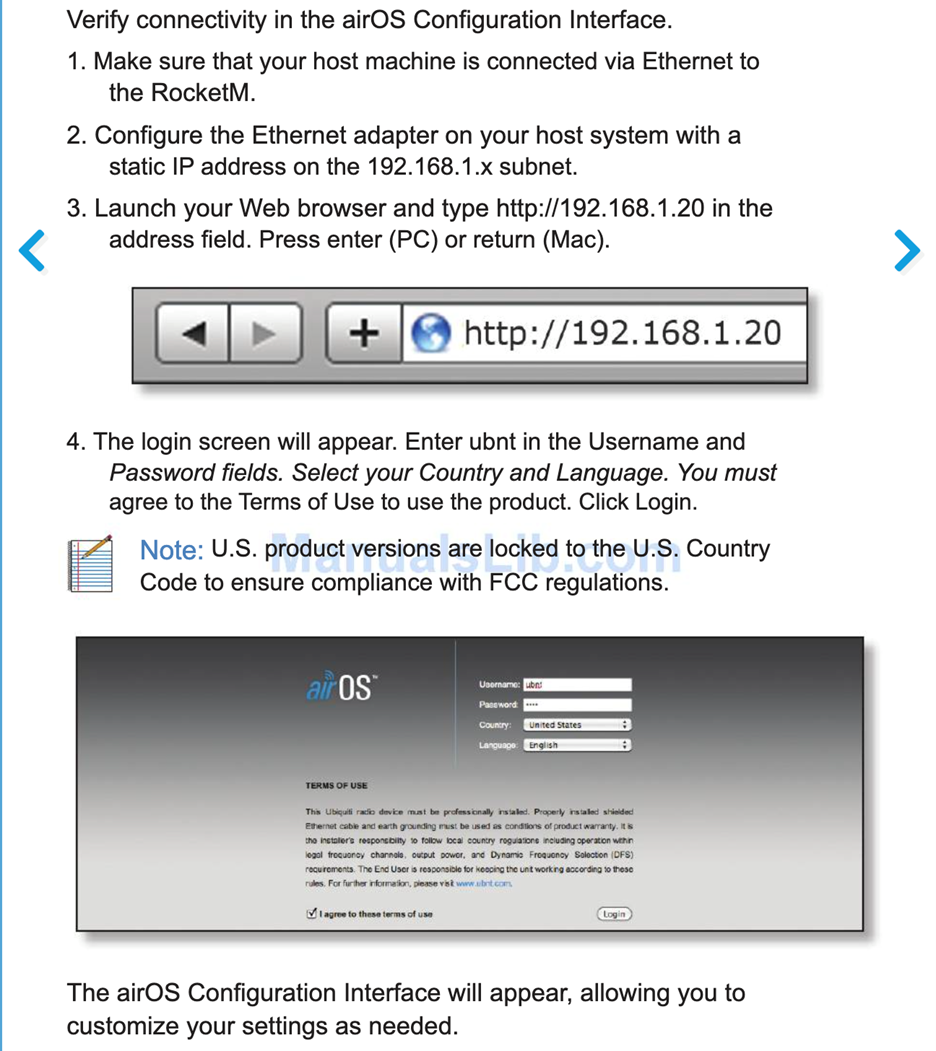 Verify connectivity in the airOS Configuration Interface.
1. Make sure that your host machine is connected via Ethernet to
the RocketM.
2. Configure the Ethernet adapter on your host system with a
static IP address on the 192.168.1.x subnet.
3. Launch your Web browser and type http://192.168.1.20 in the
address field. Press enter (PC) or return (Mac).
http://192.168.1.20
4. The login screen will appear. Enter ubnt in the Username and
Password fields. Select your Country and Language. You must
agree to the Terms of Use to use the product. Click Login.
ManualsLib.com
Note: U.S. product versions are locked to the U.S. Country
Code to ensure compliance with FCC regulations.
airOS™
Username: ubnt
Password: ····
Country: United States
Language: English
TERMS OF USE
This Ubiquiti radio device must be professionally installed. Properly installed shielded
Ethernet cable and earth grounding must be used as conditions of product warranty. It is
the installer's responsibility to follow local country regulations including operation within
legal frequency channels, output power, and Dynamic Frequency Selection (DFS)
requirements. The End User is responsible for keeping the unit working according to these
rules. For further information, please visit www.ubnt.com.
I agree to these terms of use
Login
The airOS Configuration Interface will appear, allowing you to
customize your settings as needed.